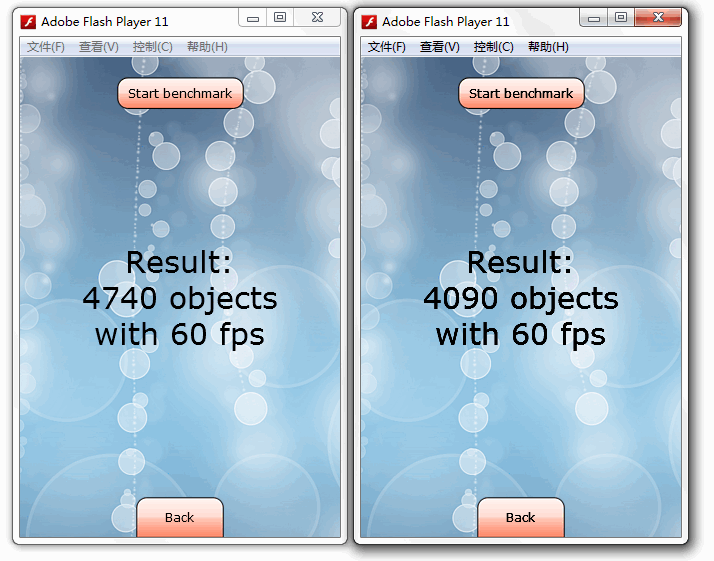 Adobe Flash Player 11
文件(F) 查看(V) 控制(C) 帮助(H)
Start benchmark
Result:
4740 objects
with 60 fps
Back
Adobe Flash Player 11
文件(F) 查看(V) 控制(C) 帮助(H)
Start benchmark
Result:
4090 objects
with 60 fps
Back